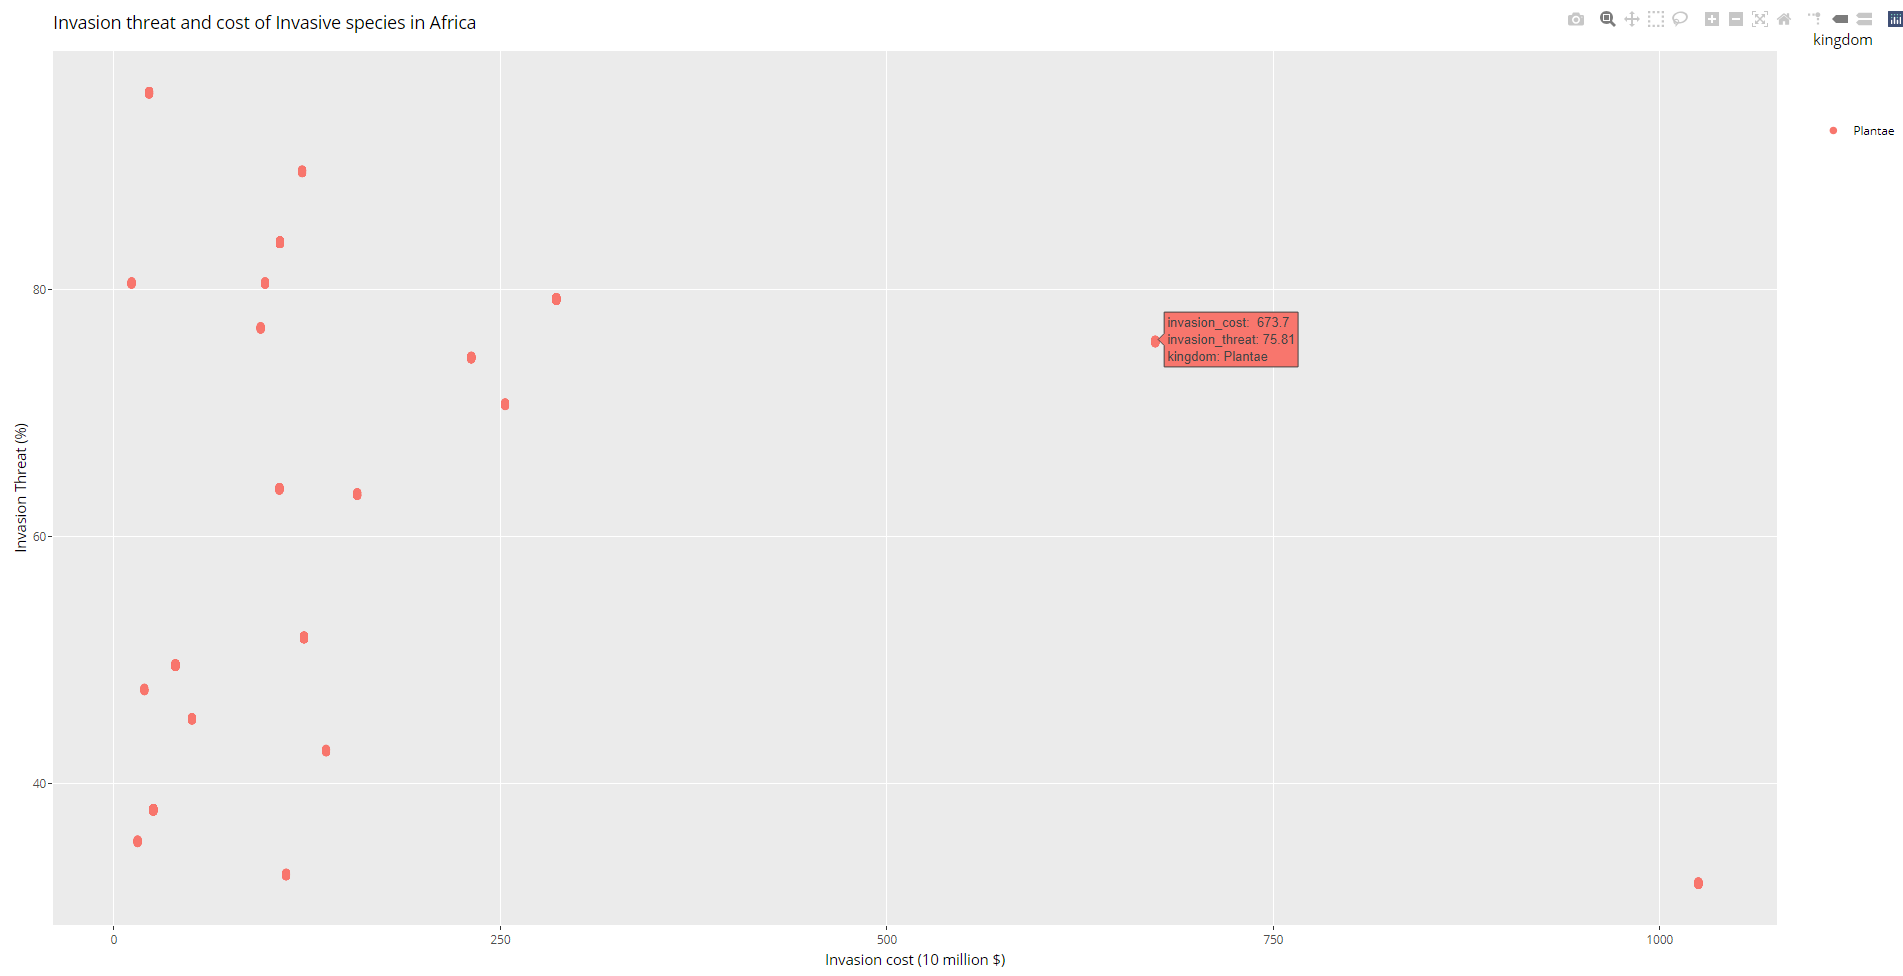 Invasion threat and cost of Invasive species in Africa
kingdom
Plantae
80
60
40
Invasion Threat (%)
invasion_cost:  673.7
invasion_threat: 75.81
kingdom: Plantae
0
250
500
750
1000
Invasion cost (10 million $)